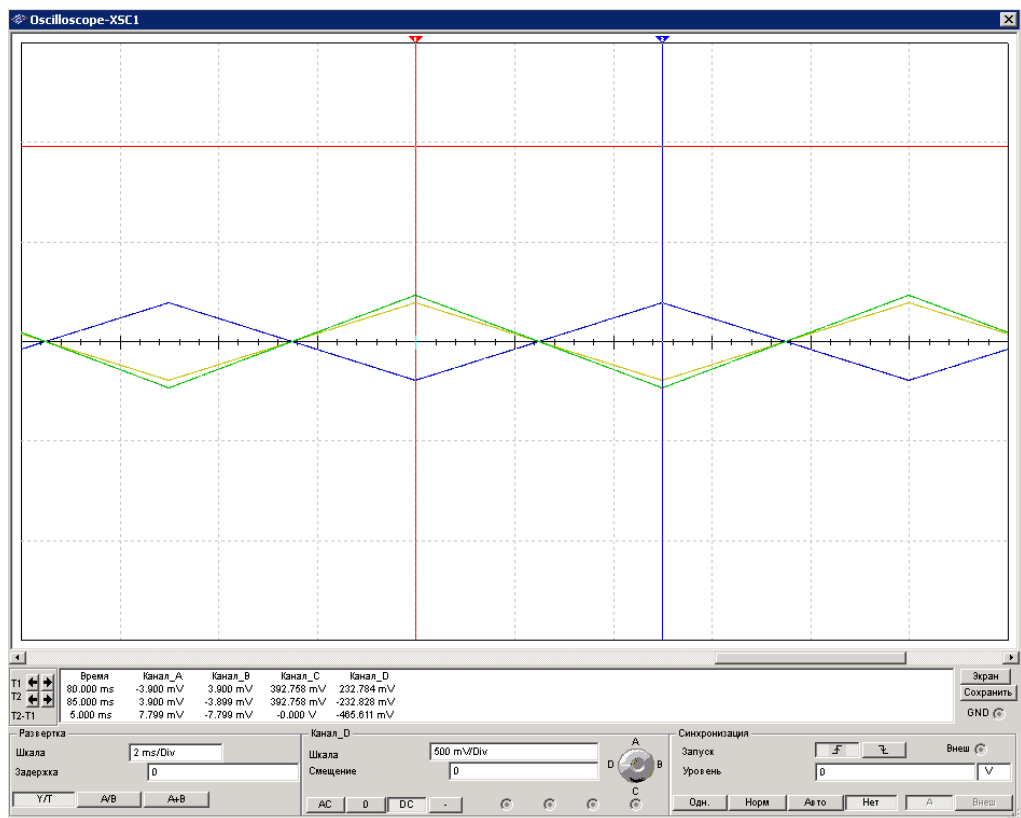 Oscilloscope-XSC1
1 2
Время Канал_A Канал_B Канал_C Канал_D
T1 80.000 ms -3.900 mV 3.900 mV 392.758 mV 232.784 mV
T2 85.000 ms 3.900 mV -3.899 mV 392.758 mV -232.828 mV
T2-T1 5.000 ms 7.799 mV -7.799 mV -0.000 V -465.611 mV
Экран
Сохранить
GND
Развертка
Шкала 2 ms/Div
Задержка 0
Y/T A/B A+B
Канал_D
Шкала 500 mV/Div
Смещение 0
AC 0 DC -
A
D B
C
Синхронизация
Запуск Внеш
Уровень 0 V
Одн. Норм Авто Нет A Внеш